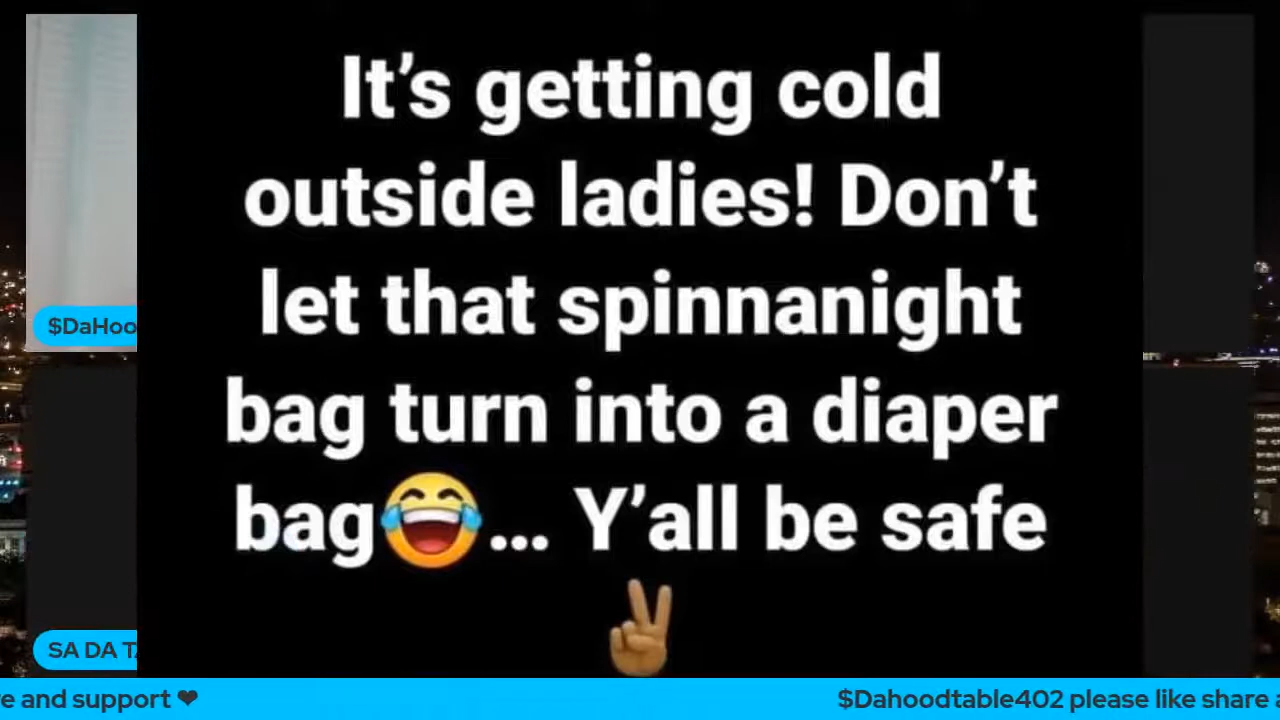 It’s getting cold
outside ladies! Don’t
let that spinnanight
bag turn into a diaper
bag😂... Y’all be safe
✌🏽
$DaHoo
SA DA TA
e and support ❤
$Dahoodtable402 please like share a